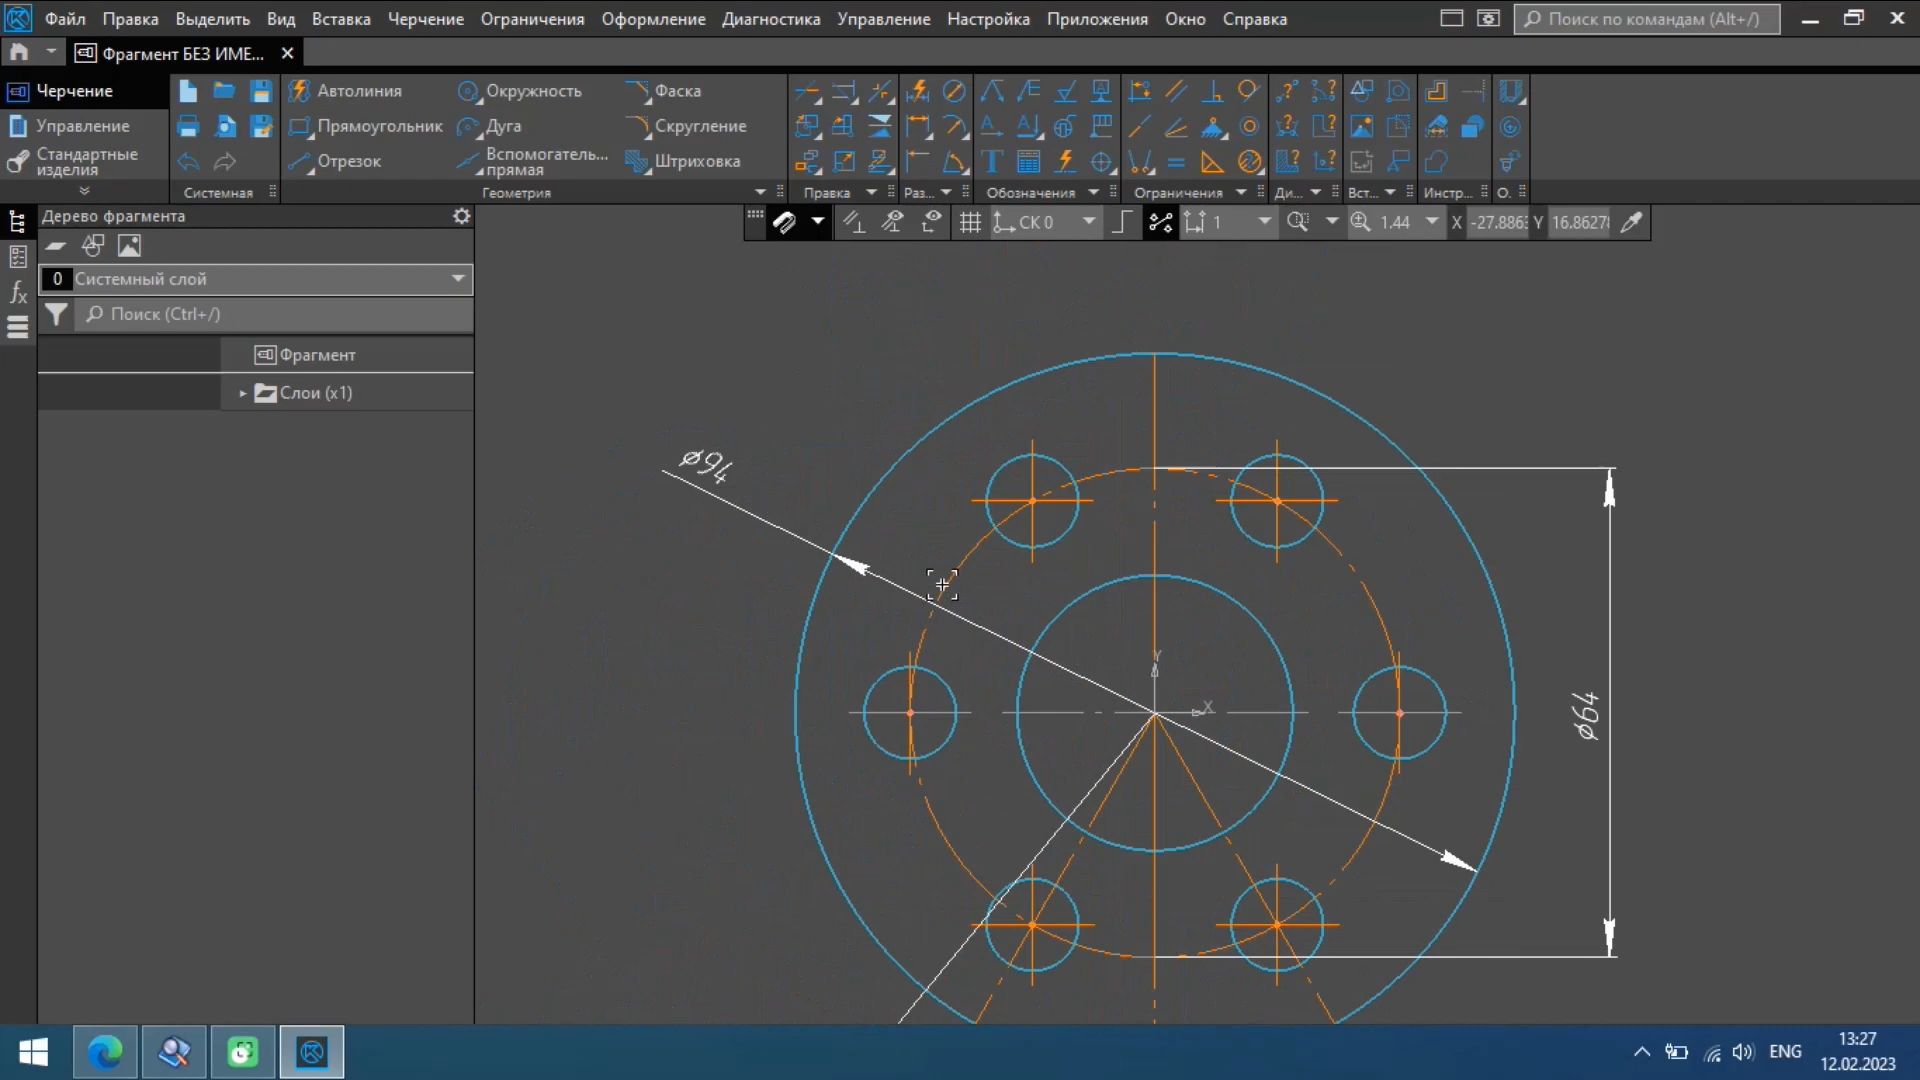 Файл Правка Выделить Вид Вставка Черчение Ограничения Оформление Диагностика Управление Настройка Приложения Окно Справка Поиск по командам (Alt+/)
Фрагмент БЕЗ ИМЕ...
Черчение
Управление
Стандартные
изделия
Системная
Автолиния Окружность Фаска
Прямоугольник Дуга Скругление
Отрезок Вспомогатель...
прямая Штриховка
Геометрия Правка Раз... Обозначения Ограничения Ди... Вст... Инстр... О.
Дерево фрагмента
СК 0 1 1.44 X -27.8863 Y 16.8627
0 Системный слой
Поиск (Ctrl+/)
Фрагмент
Слои (x1)
⌀94
Y
X
⌀64
ENG
13:27
12.02.2023